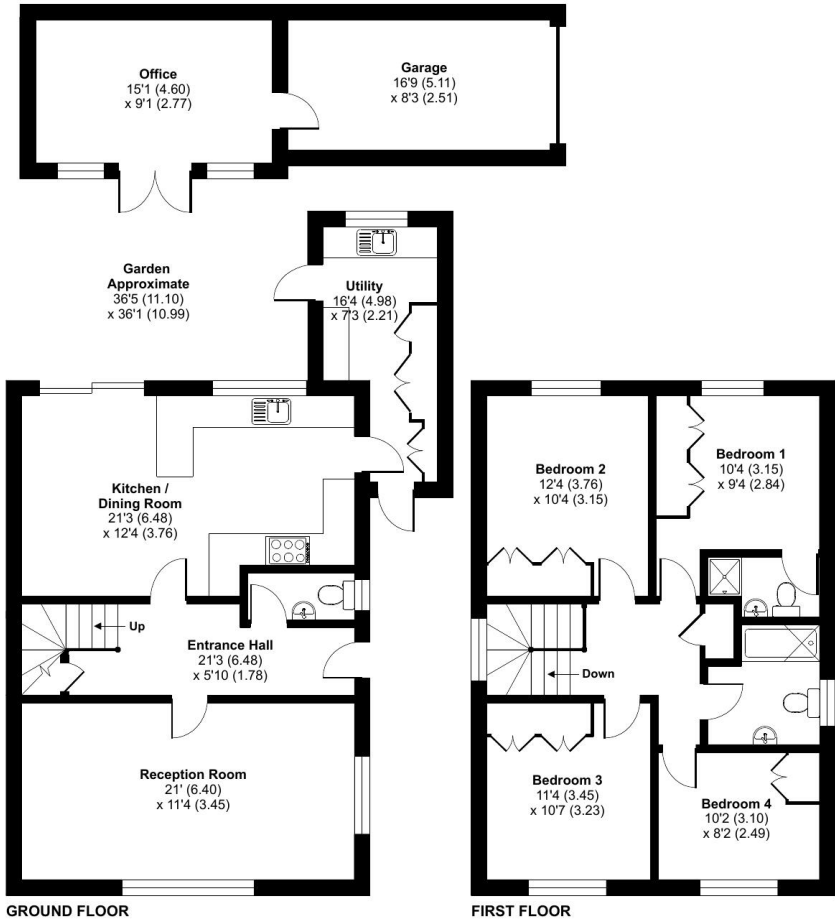 Office
15'1 (4.60)
x 9'1 (2.77)
Garage
16'9 (5.11)
x 8'3 (2.51)
Garden
Approximate
36'5 (11.10)
x 36'1 (10.99)
Utility
16'4 (4.98)
x 7'3 (2.21)
Kitchen /
Dining Room
21'3 (6.48)
x 12'4 (3.76)
Up
Entrance Hall
21'3 (6.48)
x 5'10 (1.78)
Reception Room
21' (6.40)
x 11'4 (3.45)
GROUND FLOOR
Bedroom 2
12'4 (3.76)
x 10'4 (3.15)
Bedroom 1
10'4 (3.15)
x 9'4 (2.84)
Down
Bedroom 3
11'4 (3.45)
x 10'7 (3.23)
Bedroom 4
10'2 (3.10)
x 8'2 (2.49)
FIRST FLOOR